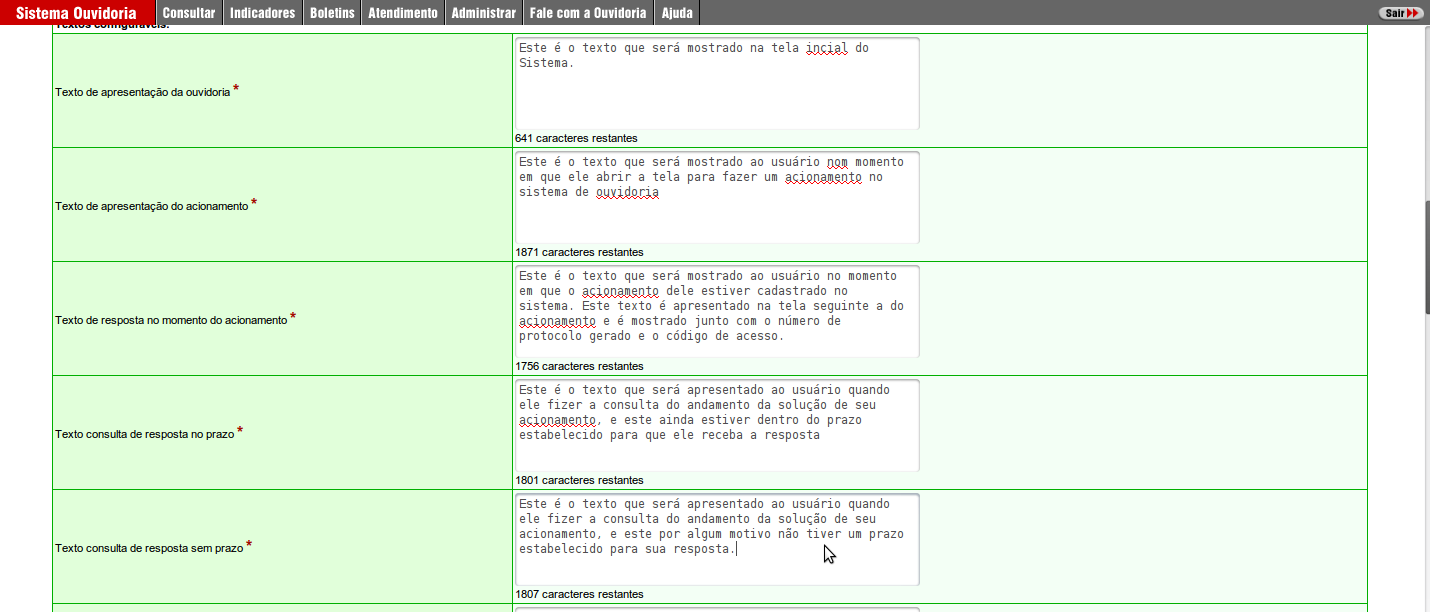 Sistema Ouvidoria Consultar Indicadores Boletins Atendimento Administrar Fale com a Ouvidoria Ajuda Sair
Textos configuráveis:
Texto de apresentação da ouvidoria *
Este é o texto que será mostrado na tela incial do
Sistema.
641 caracteres restantes
Texto de apresentação do acionamento *
Este é o texto que será mostrado ao usuário nom momento
em que ele abrir a tela para fazer um acionamento no
sistema de ouvidoria
1871 caracteres restantes
Texto de resposta no momento do acionamento *
Este é o texto que será mostrado ao usuário no momento
em que o acionamento dele estiver cadastrado no
sistema. Este texto é apresentado na tela seguinte a do
acionamento e é mostrado junto com o número de
protocolo gerado e o código de acesso.
1756 caracteres restantes
Texto consulta de resposta no prazo *
Este é o texto que será apresentado ao usuário quando
ele fizer a consulta do andamento da solução de seu
acionamento, e este ainda estiver dentro do prazo
estabelecido para que ele receba a resposta
1801 caracteres restantes
Texto consulta de resposta sem prazo *
Este é o texto que será apresentado ao usuário quando
ele fizer a consulta do andamento da solução de seu
acionamento, e este por algum motivo não tiver um prazo
estabelecido para sua resposta.
1807 caracteres restantes